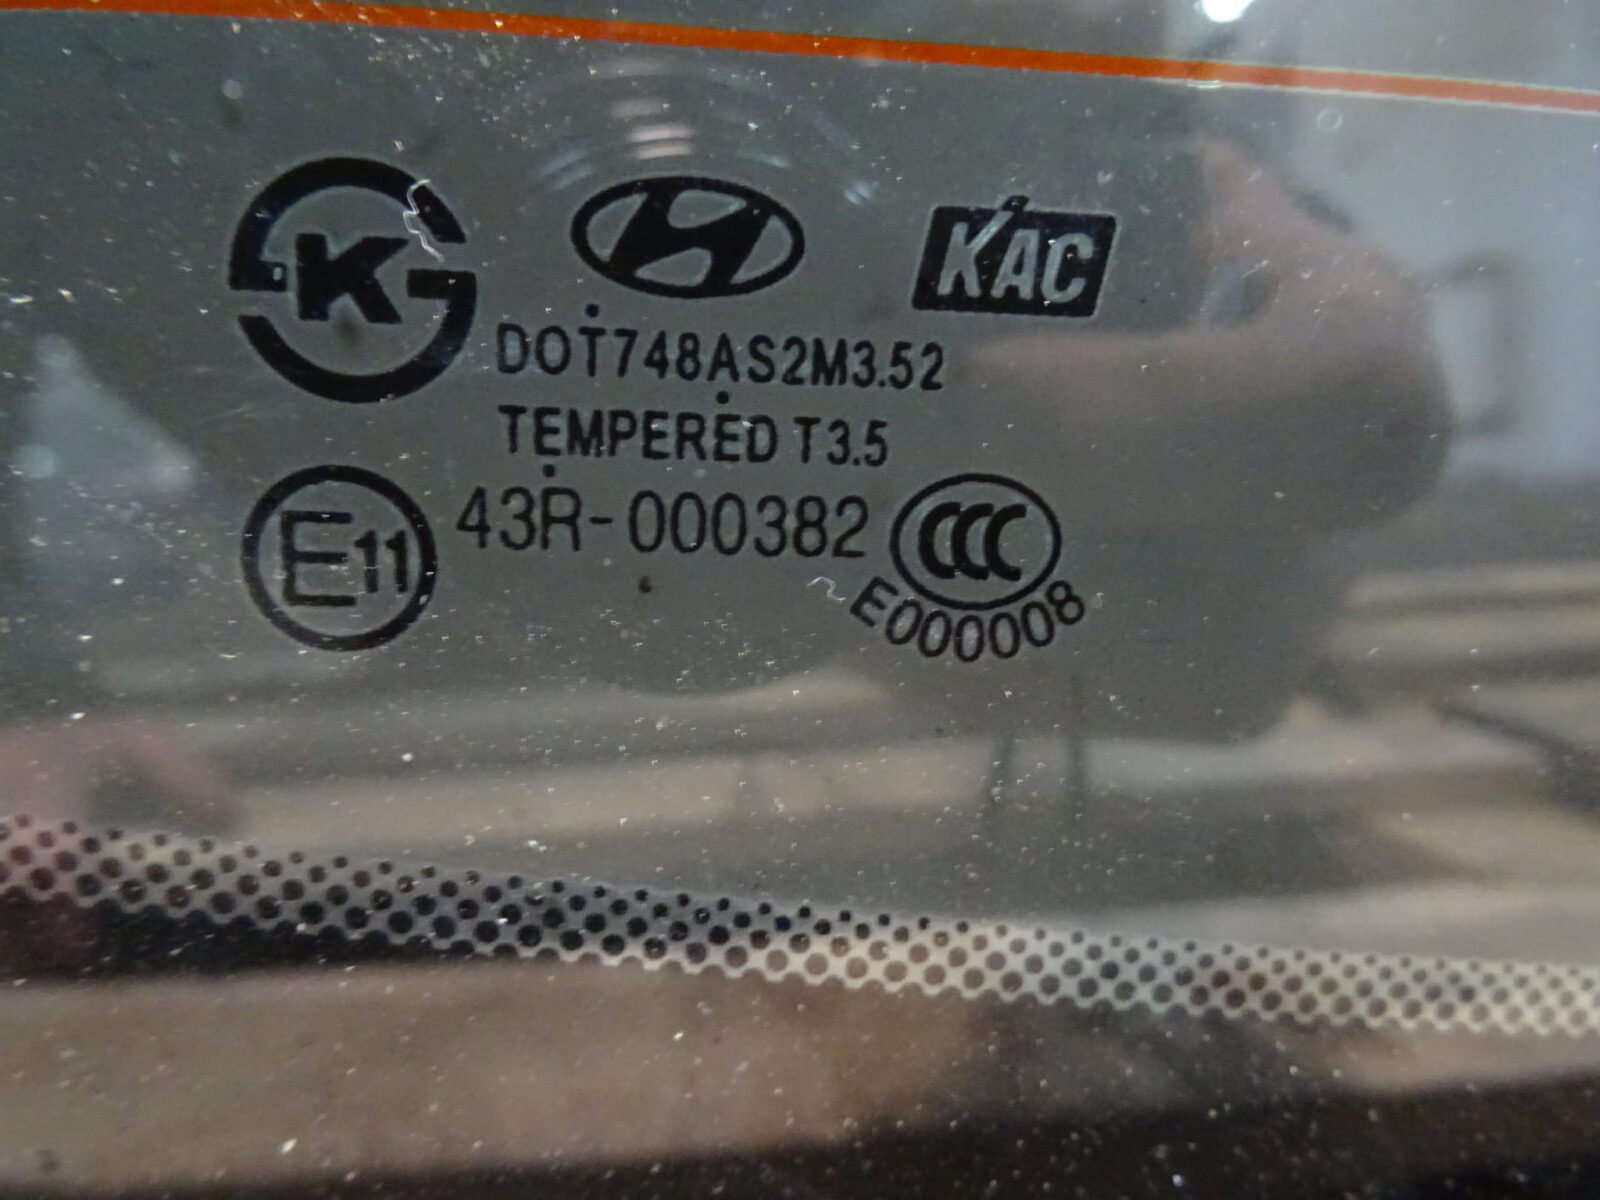 K
KAC
DOT748AS2M3.52
TEMPERED T3.5
E11 43R-000382 CCC
E000008